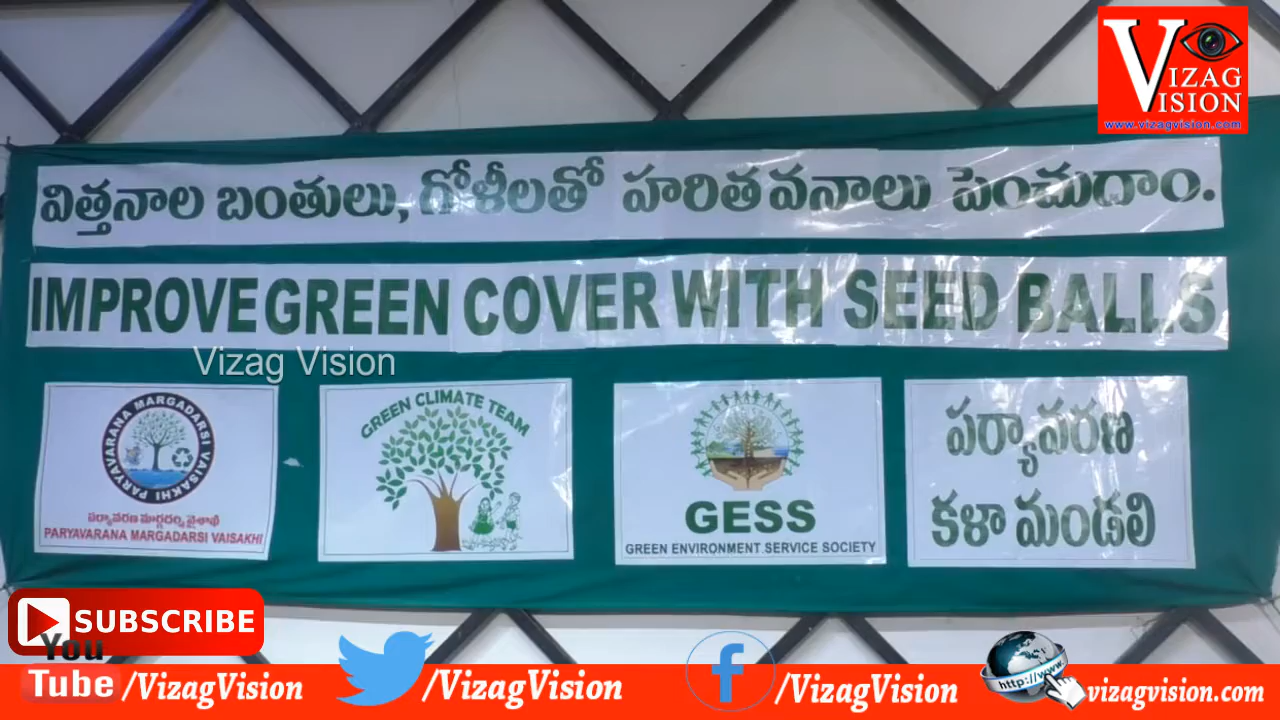 VIZAG
VISION
www.vizagvision.com
విత్తనాల బంతులు, గోళీలతో హరిత వనాలు పెంచుదాం.
IMPROVE GREEN COVER WITH SEED BALLS
Vizag Vision
PARYAVARANA MARGADARSI VAISAKHI
పర్యావరణ మార్గదర్శి వైశాఖి
PARYAVARANA MARGADARSI VAISAKHI
GREEN CLIMATE TEAM
GESS
GREEN ENVIRONMENT SERVICE SOCIETY
పర్యావరణ
కళా మండలి
SUBSCRIBE
You
Tube /VizagVision
/VizagVision
f /VizagVision
http://www.
vizagvision.com